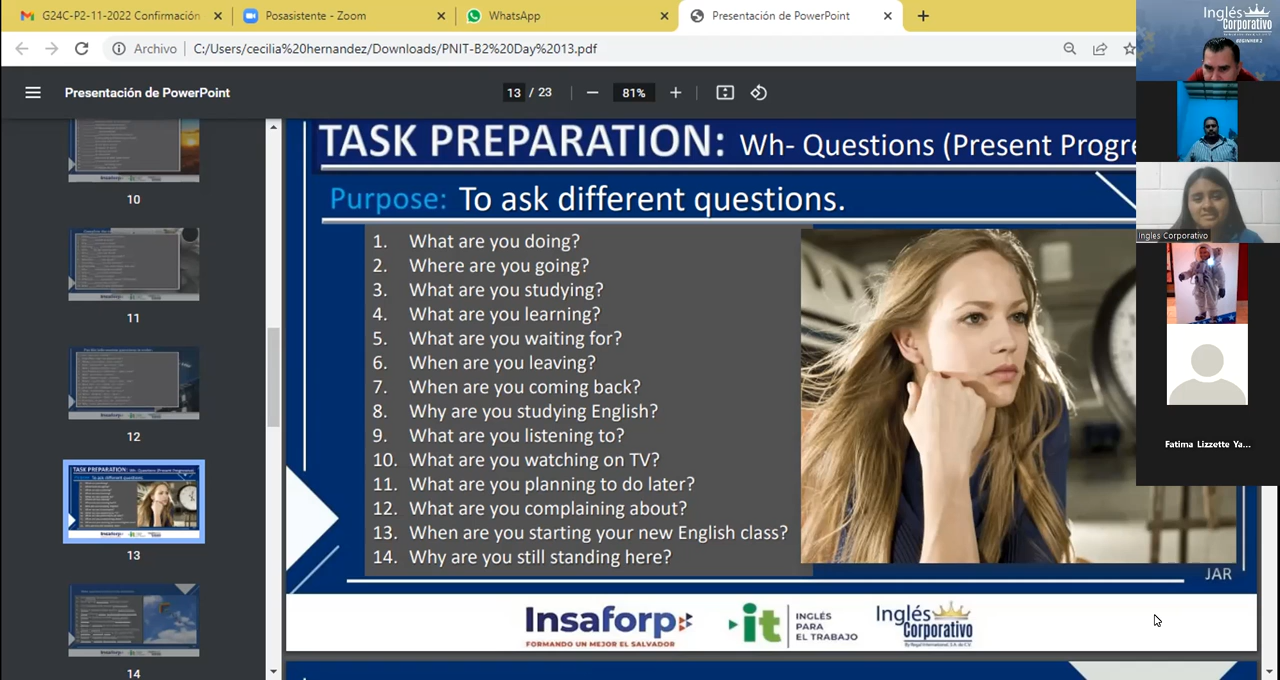 G24C-P2-11-2022 Confirmación
Posasistente - Zoom
WhatsApp
Presentación de PowerPoint
Archivo
C:/Users/cecilia%20hernandez/Downloads/PNIT-B2%20Day%2013.pdf
Presentación de PowerPoint
13 / 23
81%
10
11
12
13
14
TASK PREPARATION: Wh- Questions (Present Progre
Purpose: To ask different questions.
1. What are you doing?
2. Where are you going?
3. What are you studying?
4. What are you learning?
5. What are you waiting for?
6. When are you leaving?
7. When are you coming back?
8. Why are you studying English?
9. What are you listening to?
10. What are you watching on TV?
11. What are you planning to do later?
12. What are you complaining about?
13. When are you starting your new English class?
14. Why are you still standing here?
JAR
Insaforp
FORMANDO UN MEJOR EL SALVADOR
it
INGLÉS
PARA
EL TRABAJO
Inglés
Corporativo
Inglés
Corporativo
BEGINNER 2
Ingles Corporativo
Fatima Lizzette Ya...